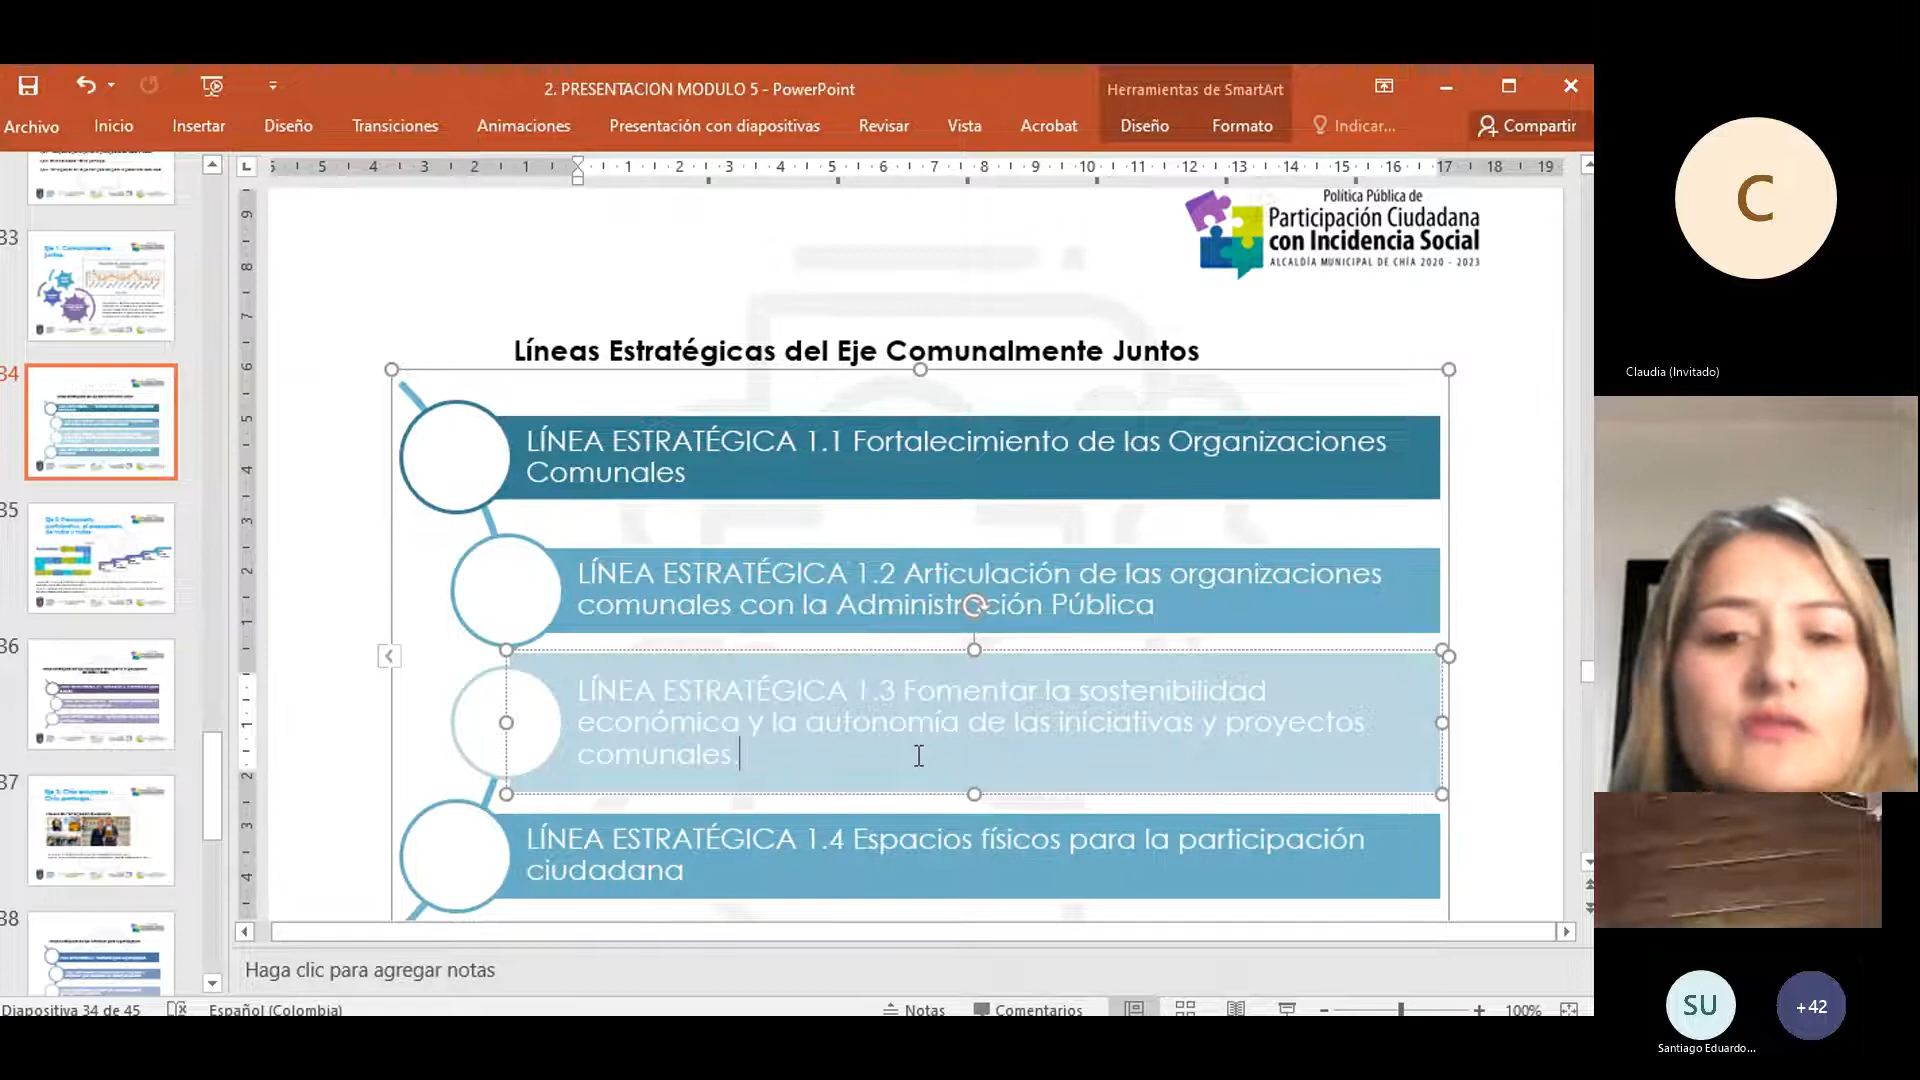 2. PRESENTACION MODULO 5 - PowerPoint
Herramientas de SmartArt
Archivo
Inicio
Insertar
Diseño
Transiciones
Animaciones
Presentación con diapositivas
Revisar
Vista
Acrobat
Diseño
Formato
Indicar...
Compartir
Política Pública de
Participación Ciudadana
con Incidencia Social
ALCALDÍA MUNICIPAL DE CHÍA 2020 - 2023
Líneas Estratégicas del Eje Comunalmente Juntos
LÍNEA ESTRATÉGICA 1.1 Fortalecimiento de las Organizaciones
Comunales
LÍNEA ESTRATÉGICA 1.2 Articulación de las organizaciones
comunales con la Administración Pública
LÍNEA ESTRATÉGICA 1.3 Fomentar la sostenibilidad
económica y la autonomía de las iniciativas y proyectos
comunales.
LÍNEA ESTRATÉGICA 1.4 Espacios físicos para la participación
ciudadana
Haga clic para agregar notas
Diapositiva 34 de 45
Español (Colombia)
Notas
Comentarios
100%
C
Claudia (Invitado)
SU
Santiago Eduardo...
+42